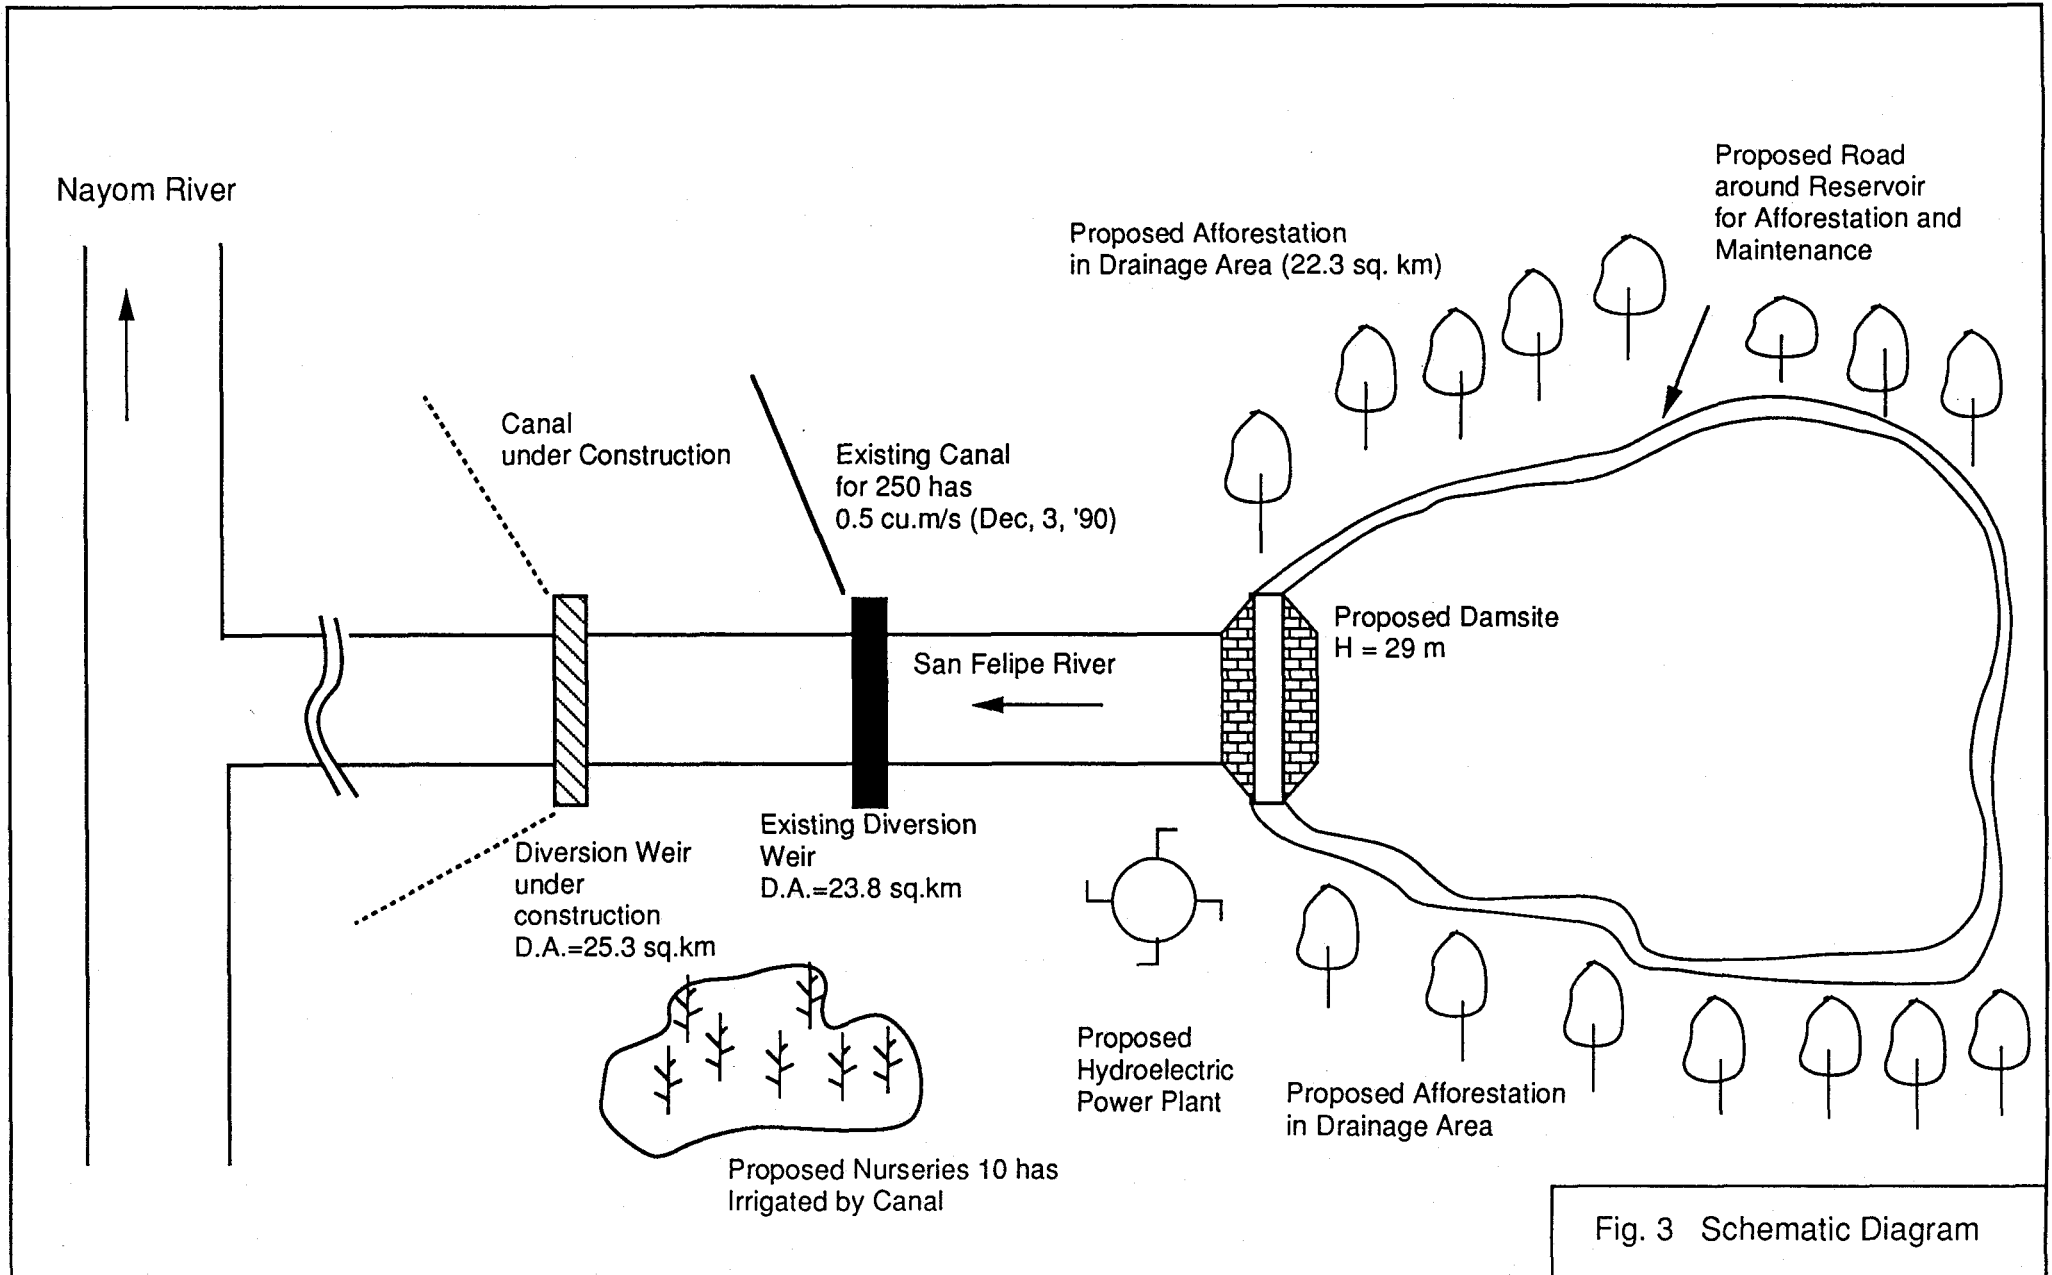 Nayom River
Proposed Road
around Reservoir
for Afforestation and
Maintenance
Proposed Afforestation
in Drainage Area (22.3 sq. km)
Canal
under Construction
Existing Canal
for 250 has
0.5 cu.m/s (Dec, 3, '90)
San Felipe River
Proposed Damsite
H = 29 m
Existing Diversion
Weir
D.A.=23.8 sq.km
Diversion Weir
under
construction
D.A.=25.3 sq.km
Proposed
Hydroelectric
Power Plant
Proposed Afforestation
in Drainage Area
Proposed Nurseries 10 has
Irrigated by Canal
Fig. 3 Schematic Diagram